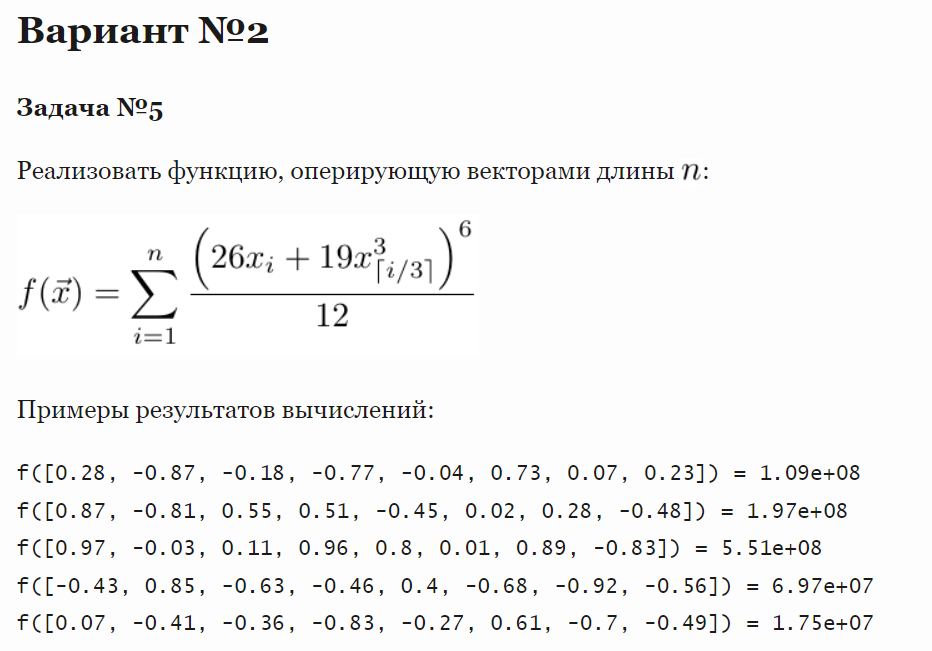 Вариант №2
Задача №5
Реализовать функцию, оперирующую векторами длины n:
f(\vec{x}) = \sum_{i=1}^{n} \frac{\left(26x_i + 19x_{\lceil i/3 \rceil}^3\right)^6}{12}
Примеры результатов вычислений:
f([0.28, -0.87, -0.18, -0.77, -0.04, 0.73, 0.07, 0.23]) = 1.09e+08
f([0.87, -0.81, 0.55, 0.51, -0.45, 0.02, 0.28, -0.48]) = 1.97e+08
f([0.97, -0.03, 0.11, 0.96, 0.8, 0.01, 0.89, -0.83]) = 5.51e+08
f([-0.43, 0.85, -0.63, -0.46, 0.4, -0.68, -0.92, -0.56]) = 6.97e+07
f([0.07, -0.41, -0.36, -0.83, -0.27, 0.61, -0.7, -0.49]) = 1.75e+07